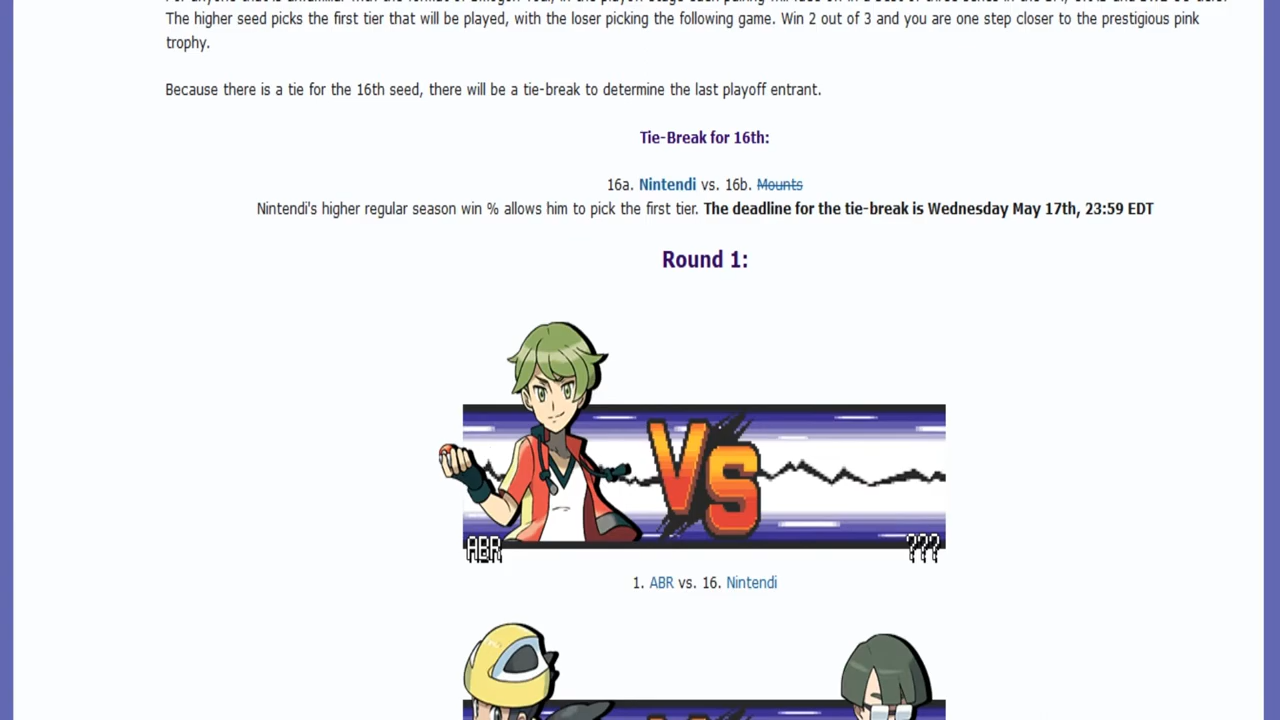 The higher seed picks the first tier that will be played, with the loser picking the following game. Win 2 out of 3 and you are one step closer to the prestigious pink
trophy.
Because there is a tie for the 16th seed, there will be a tie-break to determine the last playoff entrant.
Tie-Break for 16th:
16a. Nintendi vs. 16b. Mounts
Nintendi's higher regular season win % allows him to pick the first tier. The deadline for the tie-break is Wednesday May 17th, 23:59 EDT
Round 1:
VS
ABR
???
1. ABR vs. 16. Nintendi